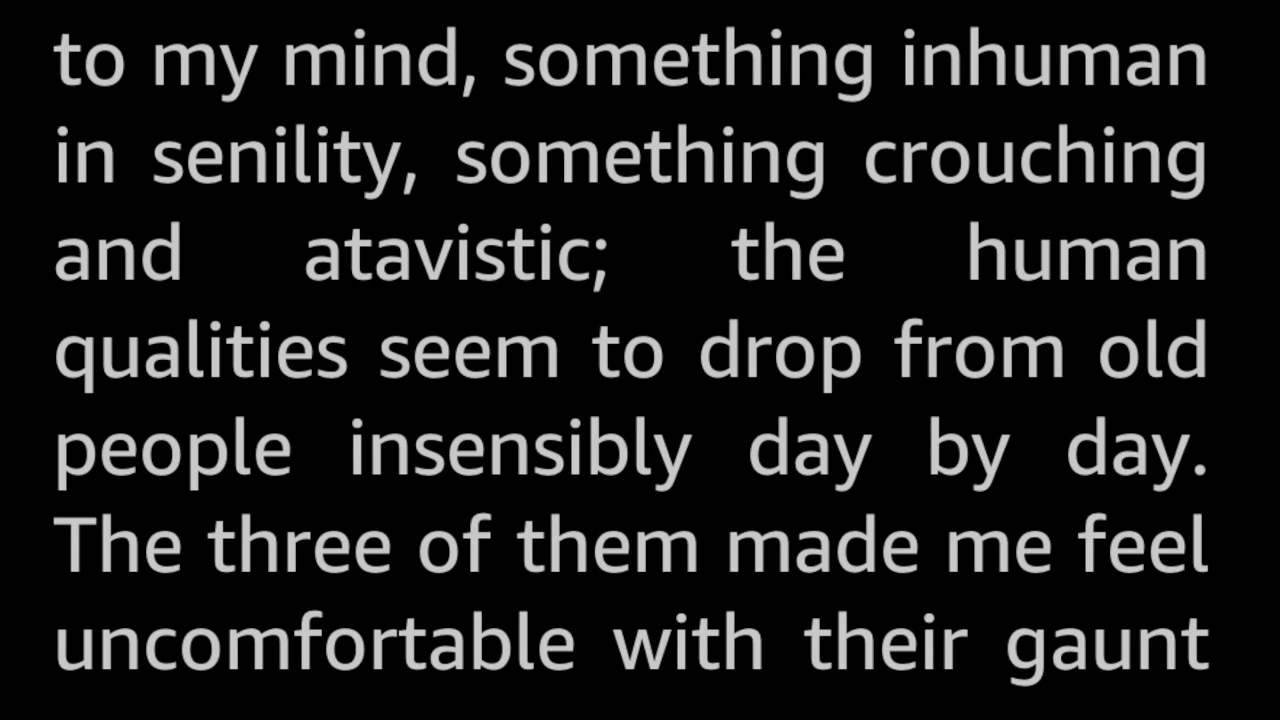 to my mind, something inhuman
in senility, something crouching
and atavistic; the human
qualities seem to drop from old
people insensibly day by day.
The three of them made me feel
uncomfortable with their gaunt